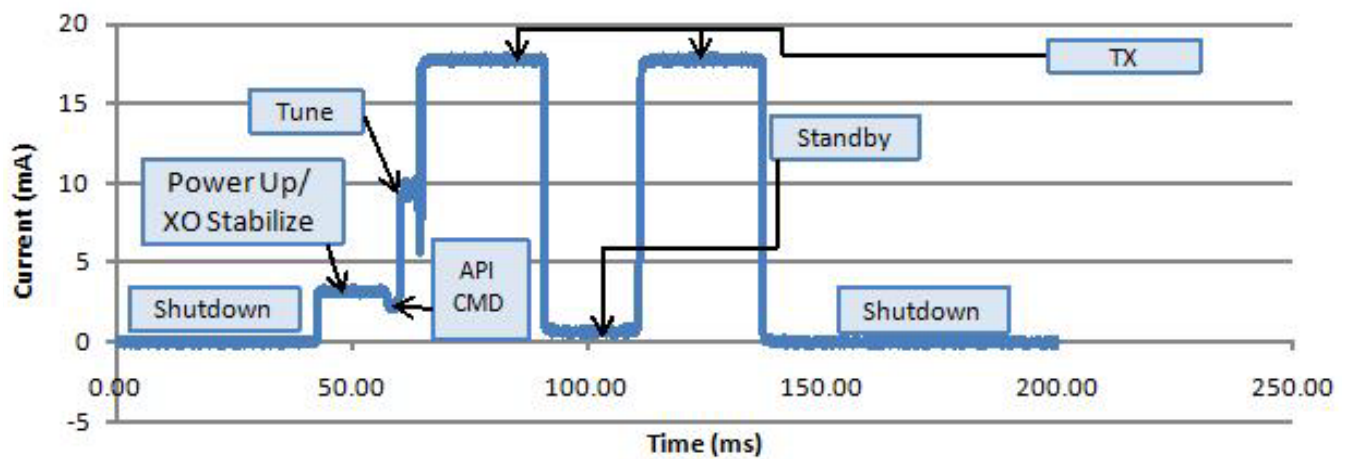 20
15
10
5
0
-5
Current (mA)
TX
Tune
Standby
Power Up/
XO Stabilize
API
CMD
Shutdown
Shutdown
0.00
50.00
100.00
150.00
200.00
250.00
Time (ms)